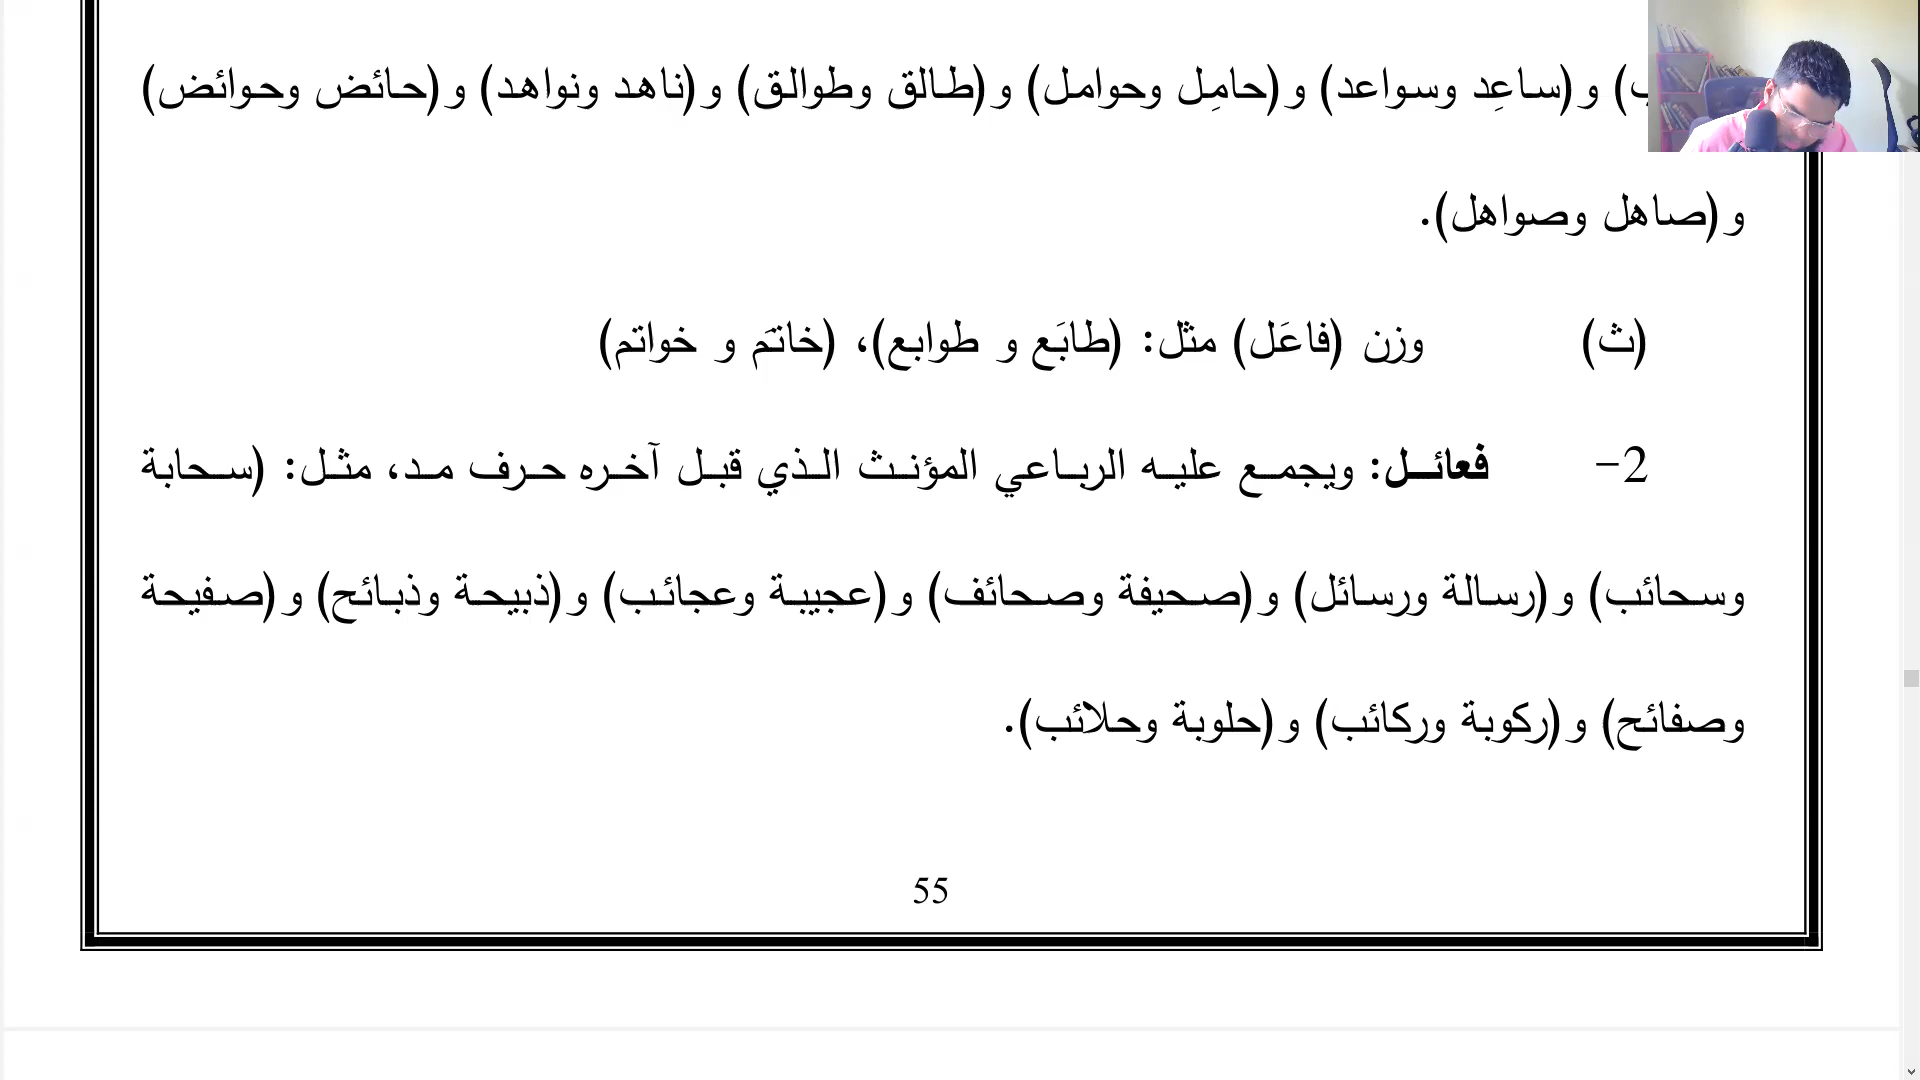 و(ساعِد وسواعد) و(حامِل وحوامل) و(طالق وطوالق) و(ناهد ونواهد) و(حائض وحوائض)
و(صاهل وصواهل).
(ث) وزن (فاعَل) مثل: (طابَع و طوابع)، (خاتَم و خواتم)
2- فعائل: ويجمع عليه الرباعي المؤنث الذي قبل آخره حرف مد، مثل: (سحابة
وسحائب) و(رسالة ورسائل) و(صحيفة وصحائف) و(عجيبة وعجائب) و(ذبيحة وذبائح) و(صفيحة
وصفائح) و(ركوبة وركائب) و(حلوبة وحلائب).
55